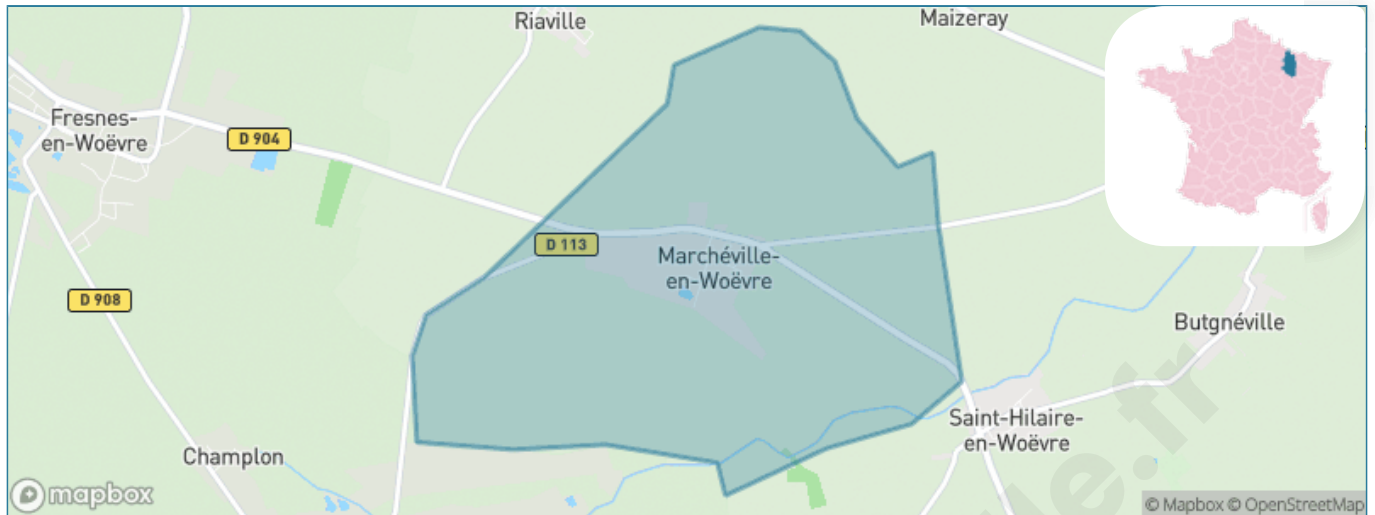 Riaville
Maizeray
Fresnes-
en-Woëvre
D 904
D 113
Marchéville-
en-Woëvre
D 908
Butgnéville
Saint-Hilaire-
en-Woëvre
Champlon
mapbox
© Mapbox © OpenStreetMap